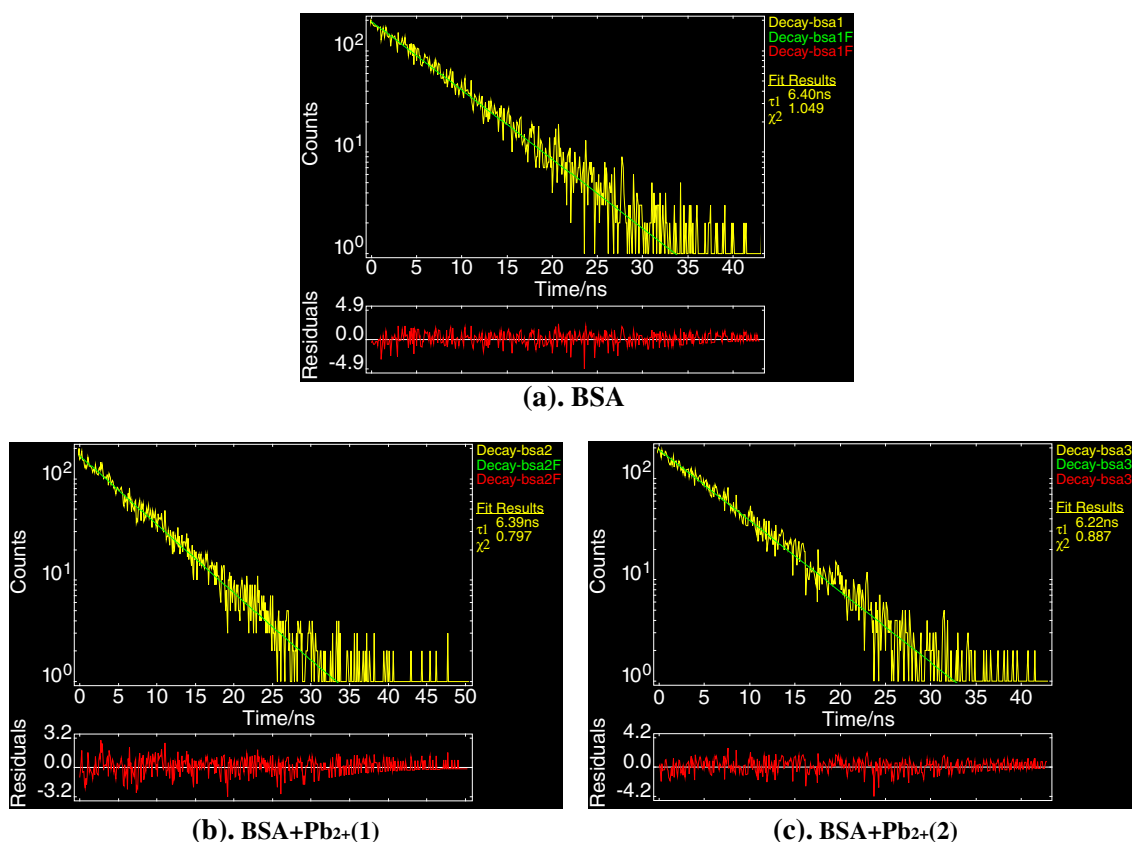 Decay-bsa1
Decay-bsa1F
Decay-bsa1F
Fit Results
τ1 6.40ns
χ2 1.049
Counts
10²
10¹
10⁰
0 5 10 15 20 25 30 35 40
Time/ns
Residuals
4.9
0.0
-4.9
(a). BSA
Decay-bsa2
Decay-bsa2F
Decay-bsa2F
Fit Results
τ1 6.39ns
χ2 0.797
Counts
10²
10¹
10⁰
0 5 10 15 20 25 30 35 40 45 50
Time/ns
Residuals
3.2
0.0
-3.2
(b). BSA+Pb₂₊(1)
Decay-bsa3
Decay-bsa3
Decay-bsa3
Fit Results
τ1 6.22ns
χ2 0.887
Counts
10²
10¹
10⁰
0 5 10 15 20 25 30 35 40
Time/ns
Residuals
4.2
0.0
-4.2
(c). BSA+Pb₂₊(2)